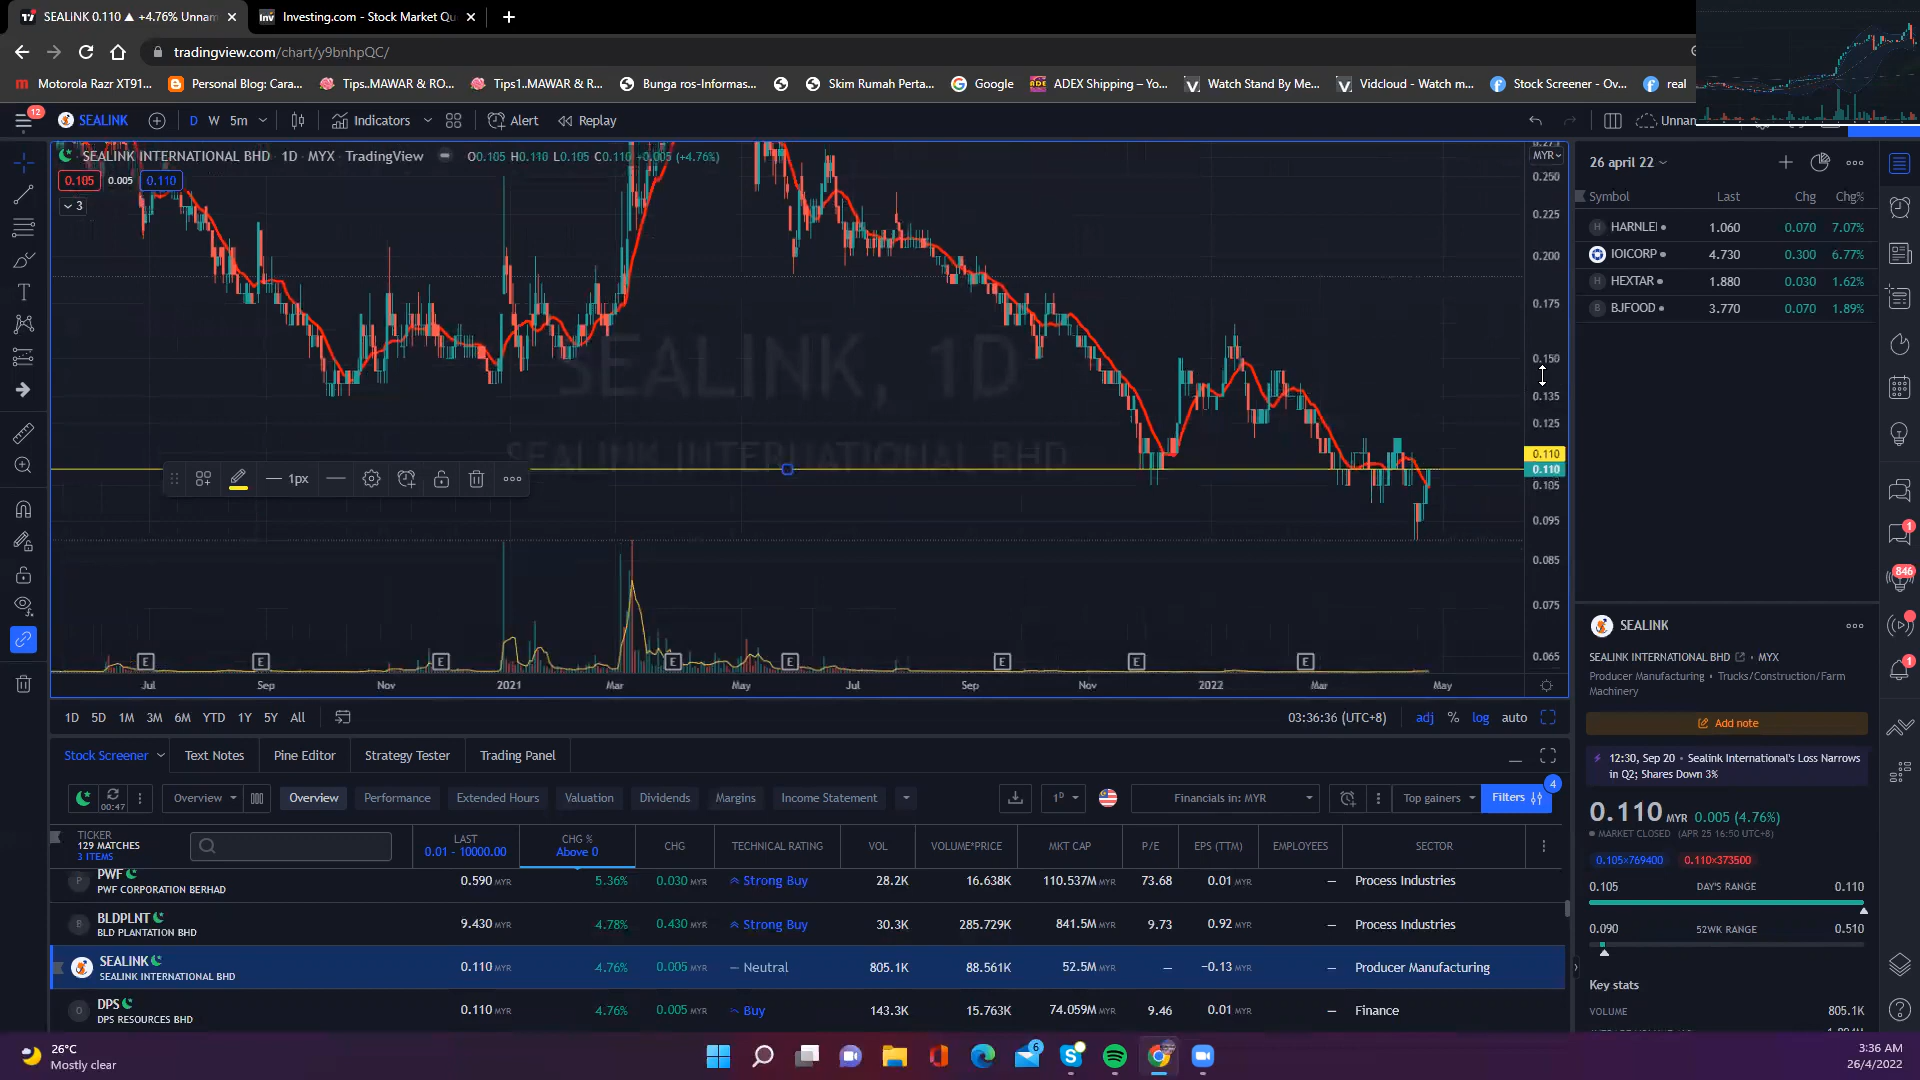 SEALINK 0.110 ▲ +4.76% Unnam
Investing.com - Stock Market Qu
tradingview.com/chart/y9bnhpQC/
Motorola Razr XT91... Personal Blog: Cara... Tips..MAWAR & RO... Tips1..MAWAR & R... Bunga ros-Informas... Skim Rumah Perta... Google ADEX Shipping – Yo... Watch Stand By Me... Vidcloud - Watch m... Stock Screener - Ov... real
12 SEALINK D W 5m Indicators Alert Replay Unnan
SEALINK INTERNATIONAL BHD · 1D · MYX · TradingView O0.105 H0.110 L0.105 C0.110 +0.005 (+4.76%)
0.105 0.005 0.110
3
MYR
0.250
0.225
0.200
0.175
0.150
0.135
0.125
0.110
0.110
0.105
0.095
0.085
0.075
0.065
SEALINK, 1D
SEALINK INTERNATIONAL BHD
1px
E E E E E E E E
Jul Sep Nov 2021 Mar May Jul Sep Nov 2022 Mar May
1D 5D 1M 3M 6M YTD 1Y 5Y All
03:36:36 (UTC+8) adj % log auto
26 april 22
Symbol Last Chg Chg%
HARNLEI 1.060 0.070 7.07%
IOICORP 4.730 0.300 6.77%
HEXTAR 1.880 0.030 1.62%
BJFOOD 3.770 0.070 1.89%
1
846
1
SEALINK
SEALINK INTERNATIONAL BHD · MYX
Producer Manufacturing · Trucks/Construction/Farm
Machinery
Add note
12:30, Sep 20 · Sealink International's Loss Narrows
in Q2; Shares Down 3%
0.110 MYR 0.005 (4.76%)
MARKET CLOSED (APR 25 16:50 UTC+8)
0.105×769400 0.110×373500
0.105 DAY'S RANGE 0.110
0.090 52WK RANGE 0.510
Key stats
VOLUME 805.1K
Stock Screener Text Notes Pine Editor Strategy Tester Trading Panel
00:47 Overview Overview Performance Extended Hours Valuation Dividends Margins Income Statement
1D Financials in: MYR Top gainers Filters 4
TICKER
129 MATCHES
3 ITEMS
LAST
0.01 - 10000.00
CHG %
Above 0
CHG TECHNICAL RATING VOL VOLUME*PRICE MKT CAP P/E EPS (TTM) EMPLOYEES SECTOR
P PWF
PWF CORPORATION BERHAD
0.590 MYR 5.36% 0.030 MYR Strong Buy 28.2K 16.638K 110.537M MYR 73.68 0.01 MYR — Process Industries
B BLDPLNT
BLD PLANTATION BHD
9.430 MYR 4.78% 0.430 MYR Strong Buy 30.3K 285.729K 841.5M MYR 9.73 0.92 MYR — Process Industries
SEALINK
SEALINK INTERNATIONAL BHD
0.110 MYR 4.76% 0.005 MYR Neutral 805.1K 88.561K 52.5M MYR — −0.13 MYR — Producer Manufacturing
DPS
DPS RESOURCES BHD
0.110 MYR 4.76% 0.005 MYR Buy 143.3K 15.763K 74.059M MYR 9.46 0.01 MYR — Finance
26°C
Mostly clear
6
3:36 AM
26/4/2022